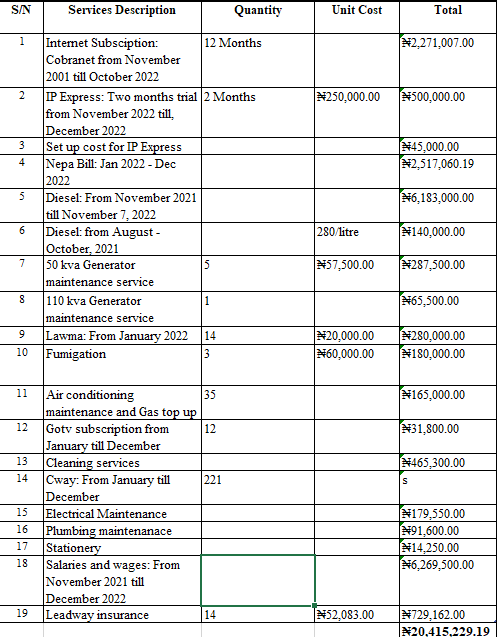 S/N Services Description Quantity Unit Cost Total
1 Internet Subsciption: 12 Months ₦2,271,007.00
Cobranet from November
2001 till October 2022
2 IP Express: Two months trial 2 Months ₦250,000.00 ₦500,000.00
from November 2022 till,
December 2022
3 Set up cost for IP Express ₦45,000.00
4 Nepa Bill: Jan 2022 - Dec ₦2,517,060.19
2022
5 Diesel: From November 2021 ₦6,183,000.00
till November 7, 2022
6 Diesel: from August - 280/litre ₦140,000.00
October, 2021
7 50 kva Generator 5 ₦57,500.00 ₦287,500.00
maintenance service
8 110 kva Generator 1 ₦65,500.00
maintenance service
9 Lawma: From January 2022 14 ₦20,000.00 ₦280,000.00
10 Fumigation 3 ₦60,000.00 ₦180,000.00
11 Air conditioning 35 ₦165,000.00
maintenance and Gas top up
12 Gotv subscription from 12 ₦31,800.00
January till December
13 Cleaning services ₦465,300.00
14 Cway: From January till 221 s
December
15 Electrical Maintenance ₦179,550.00
16 Plumbing maintenanace ₦91,600.00
17 Stationery ₦14,250.00
18 Salaries and wages: From ₦6,269,500.00
November 2021 till
December 2022
19 Leadway insurance 14 ₦52,083.00 ₦729,162.00
₦20,415,229.19